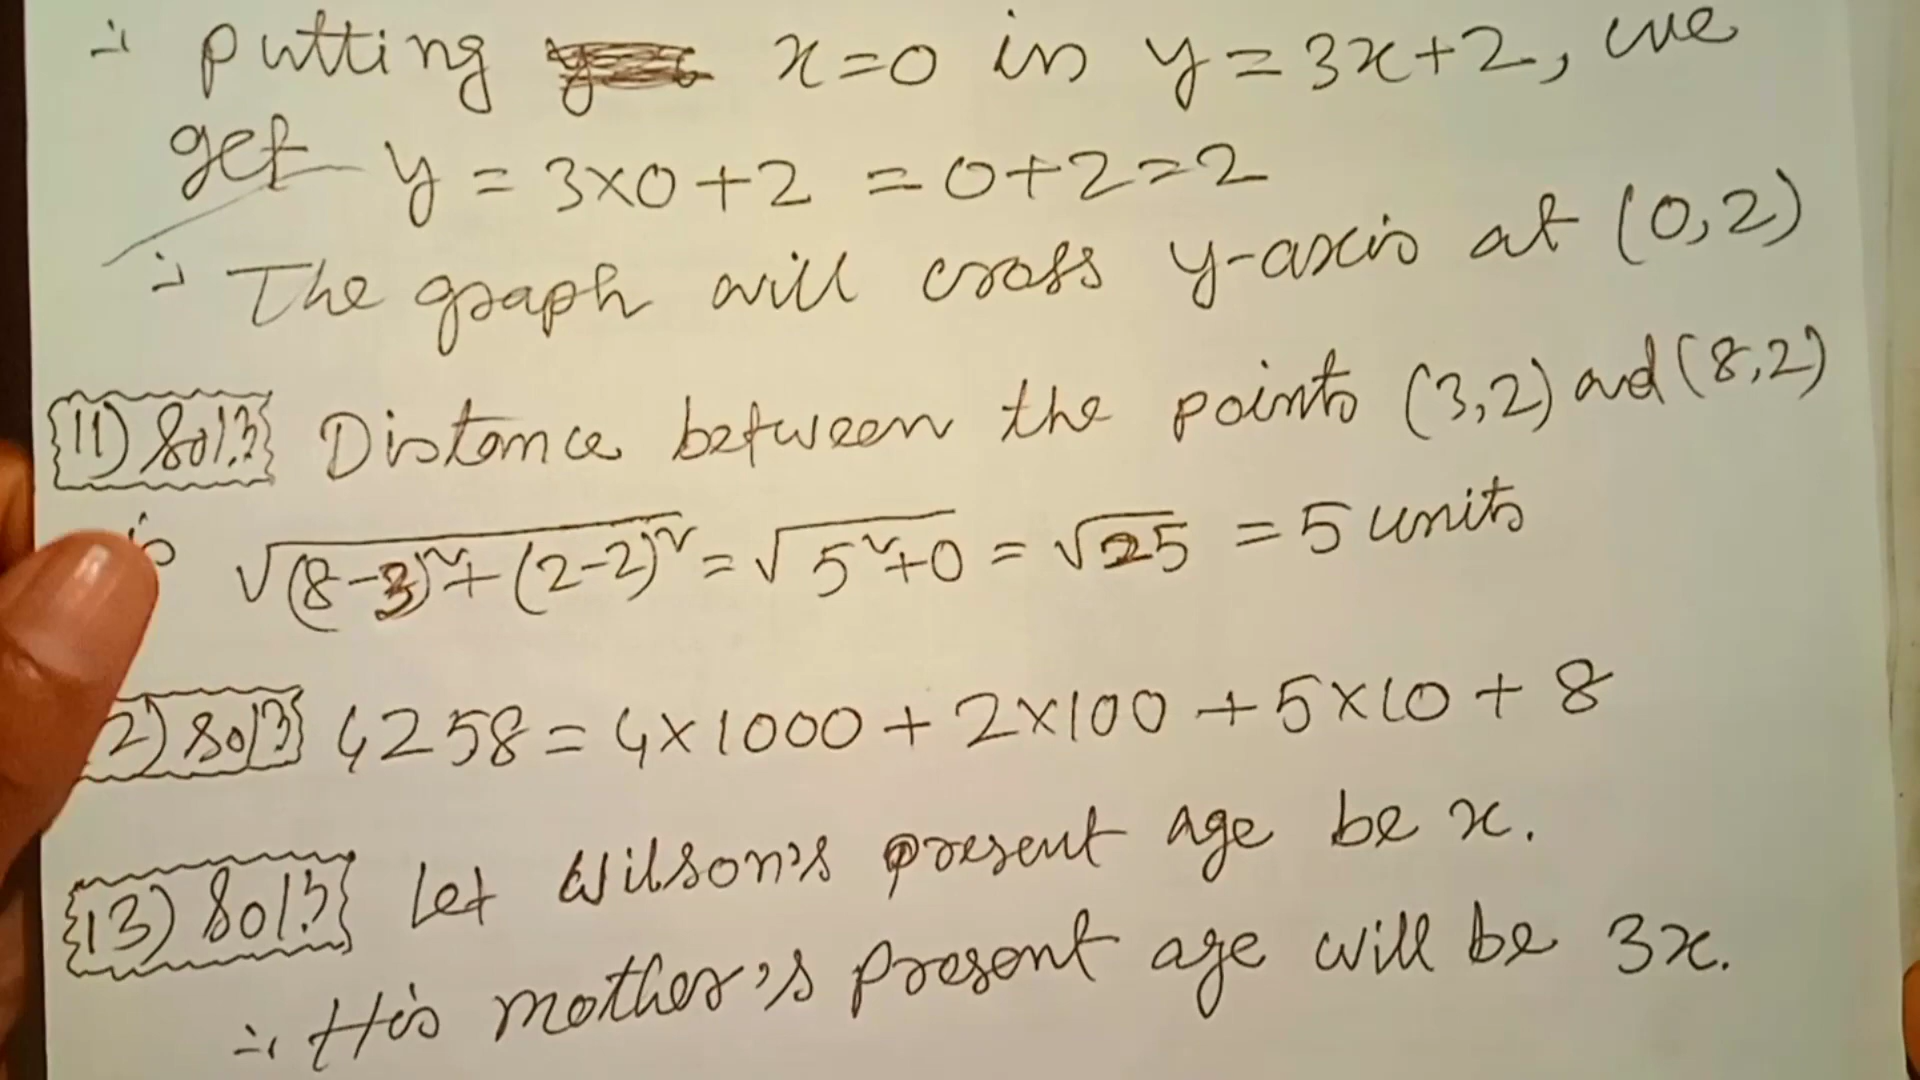 ∴ putting x=0 in y=3x+2, we
get y = 3×0+2 = 0+2=2
∴ The graph will cross y-axis at (0,2)
11) Sol: Distance between the points (3,2) and (8,2)
is √(8-3)²+(2-2)² = √5²+0 = √25 = 5 units
2) Sol: 4258 = 4×1000 + 2×100 + 5×10 + 8
13) Sol: Let Wilson's present age be x.
∴ His mother's present age will be 3x.